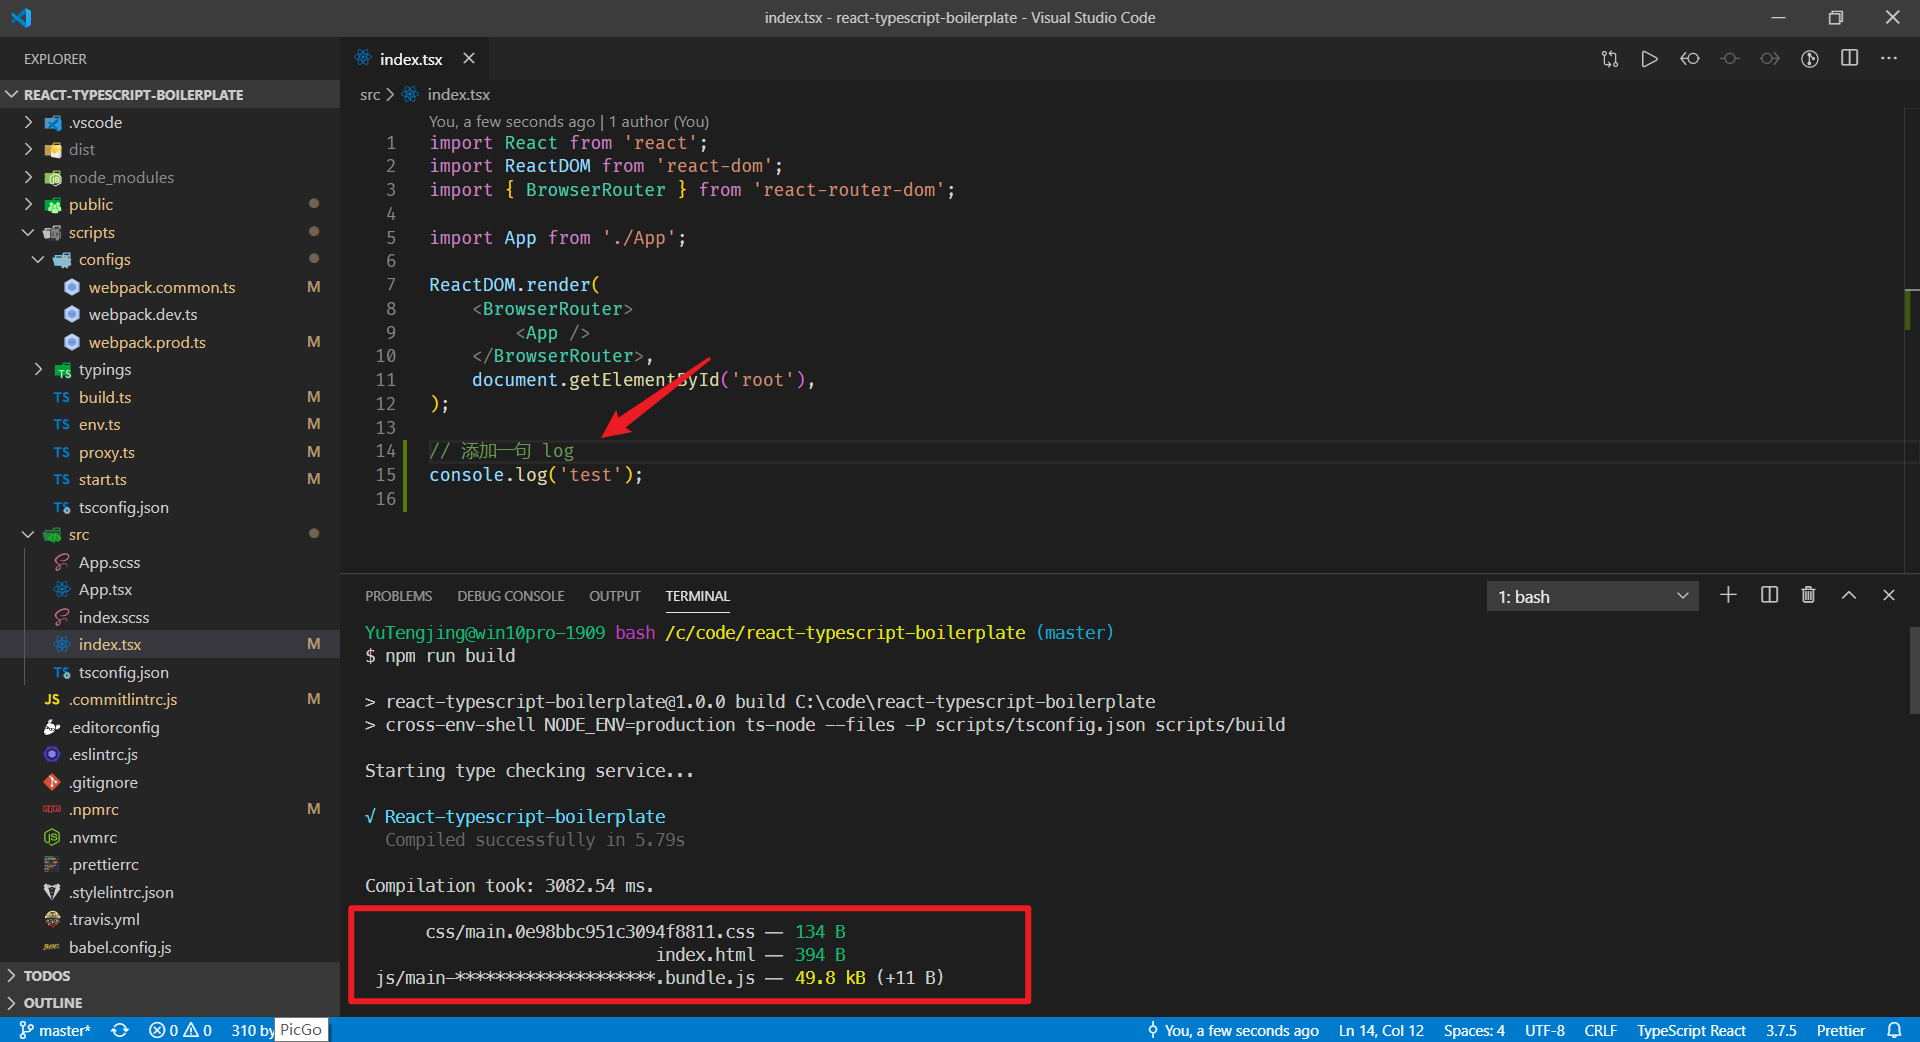 index.tsx - react-typescript-boilerplate - Visual Studio Code
EXPLORER
REACT-TYPESCRIPT-BOILERPLATE
.vscode
dist
node_modules
public
scripts
configs
webpack.common.ts M
webpack.dev.ts
webpack.prod.ts M
typings
TS build.ts M
TS env.ts M
TS proxy.ts M
TS start.ts M
TS tsconfig.json
src
App.scss
App.tsx
index.scss
index.tsx M
TS tsconfig.json
JS .commitlintrc.js M
.editorconfig
.eslintrc.js
.gitignore
.npmrc M
.nvmrc
.prettierrc
.stylelintrc.json
.travis.yml
babel.config.js
TODOS
OUTLINE
index.tsx
src > index.tsx
You, a few seconds ago | 1 author (You)
1 import React from 'react';
2 import ReactDOM from 'react-dom';
3 import { BrowserRouter } from 'react-router-dom';
4
5 import App from './App';
6
7 ReactDOM.render(
8 <BrowserRouter>
9 <App />
10 </BrowserRouter>,
11 document.getElementById('root'),
12 );
13
14 // 添加一句 log
15 console.log('test');
16
PROBLEMS DEBUG CONSOLE OUTPUT TERMINAL 1: bash
YuTengjing@win10pro-1909 bash /c/code/react-typescript-boilerplate (master)
$ npm run build
> react-typescript-boilerplate@1.0.0 build C:\code\react-typescript-boilerplate
> cross-env-shell NODE_ENV=production ts-node --files -P scripts/tsconfig.json scripts/build
Starting type checking service...
√ React-typescript-boilerplate
Compiled successfully in 5.79s
Compilation took: 3082.54 ms.
css/main.0e98bbc951c3094f8811.css — 134 B
index.html — 394 B
js/main-********************.bundle.js — 49.8 kB (+11 B)
master* 0 0 310 by PicGo You, a few seconds ago Ln 14, Col 12 Spaces: 4 UTF-8 CRLF TypeScript React 3.7.5 Prettier